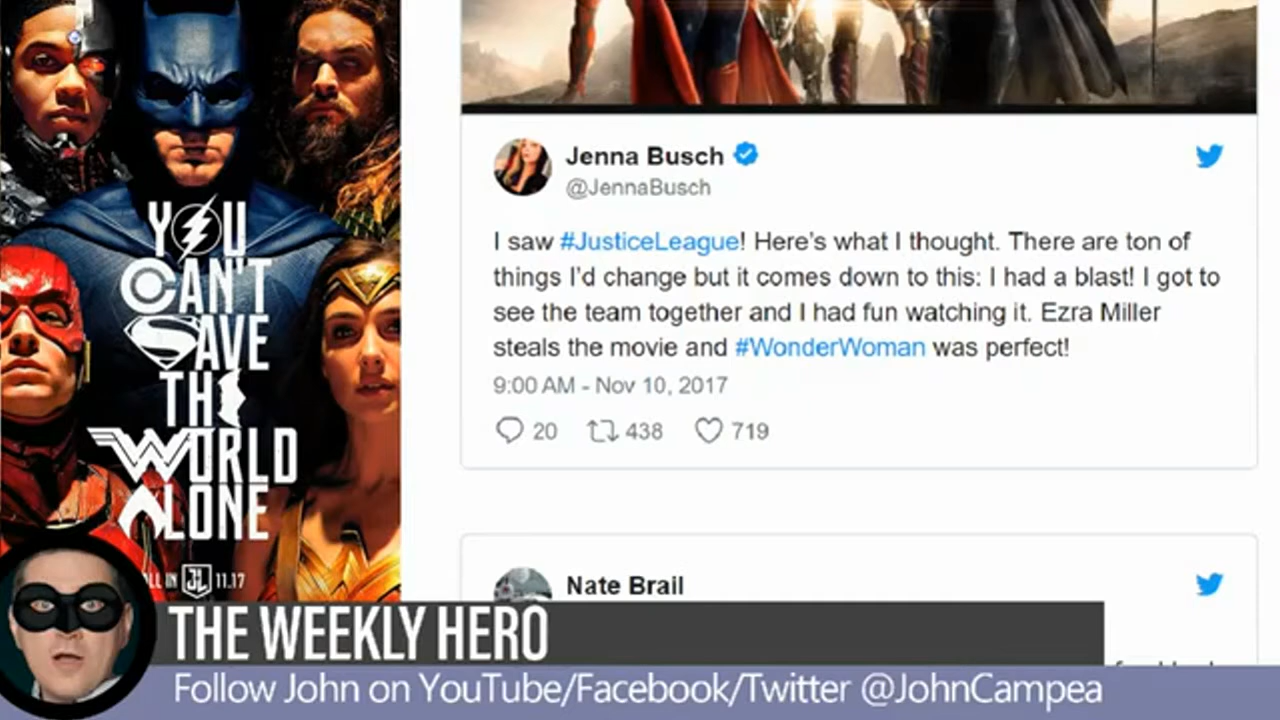 YOU
CAN'T
SAVE
THE
WORLD
ALONE
ALL IN JL 11.17
Jenna Busch
@JennaBusch
I saw #JusticeLeague! Here's what I thought. There are ton of
things I'd change but it comes down to this: I had a blast! I got to
see the team together and I had fun watching it. Ezra Miller
steals the movie and #WonderWoman was perfect!
9:00 AM - Nov 10, 2017
20 438 719
Nate Brail
THE WEEKLY HERO
Follow John on YouTube/Facebook/Twitter @JohnCampea